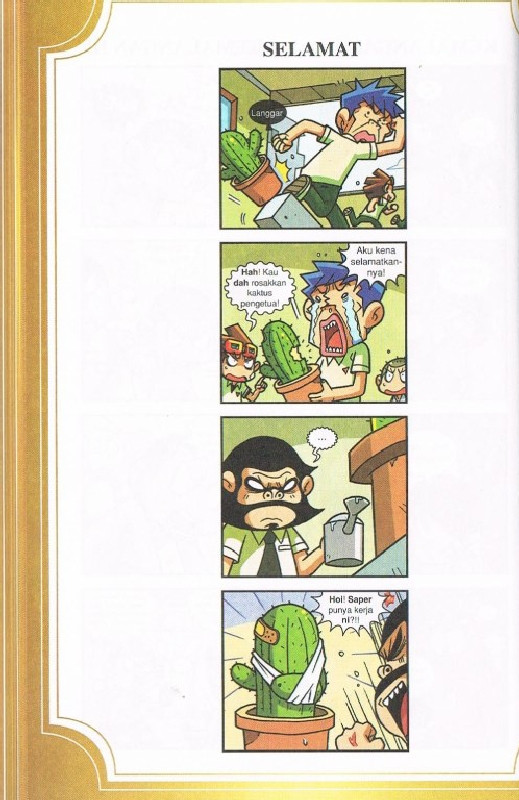 SELAMAT
Langgar
Aku kena
selamatkan-
nya!
Hah! Kau
dah rosakkan
kaktus
pengetua!
...
Hoi! Saper
punya kerja
ni?!!